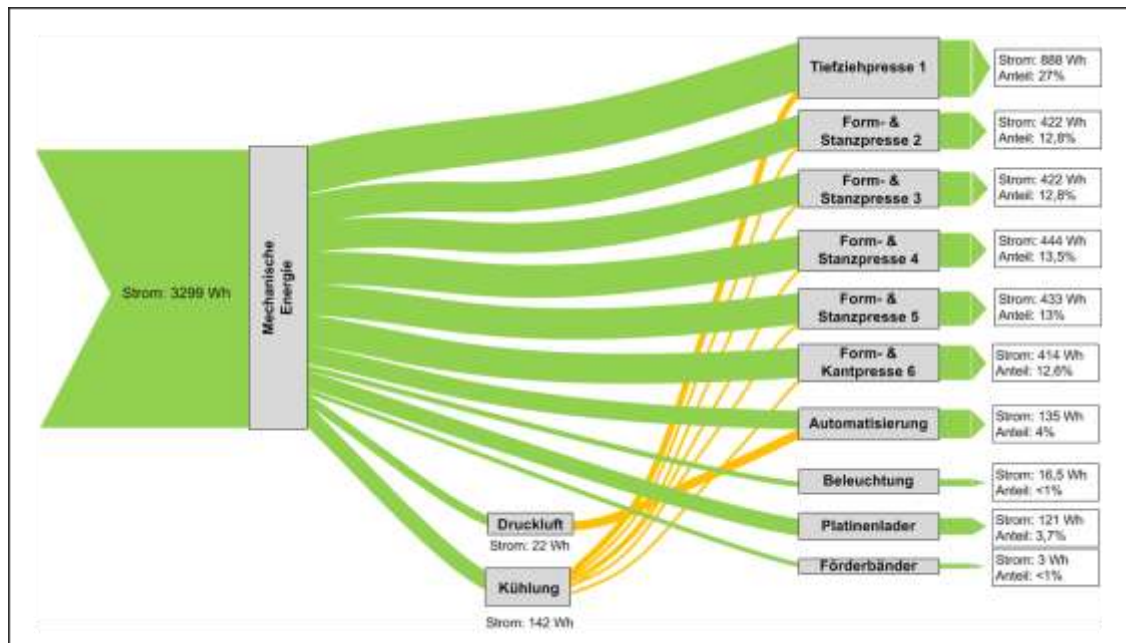 Strom: 3299 Wh
Mechanische
Energie
Tiefziehpresse 1
Strom: 888 Wh
Anteil: 27%
Form- &
Stanzpresse 2
Strom: 422 Wh
Anteil: 12,8%
Form- &
Stanzpresse 3
Strom: 422 Wh
Anteil: 12,8%
Form- &
Stanzpresse 4
Strom: 444 Wh
Anteil: 13,5%
Form- &
Stanzpresse 5
Strom: 433 Wh
Anteil: 13%
Form- &
Kantpresse 6
Strom: 414 Wh
Anteil: 12,6%
Automatisierung
Strom: 135 Wh
Anteil: 4%
Beleuchtung
Strom: 16,5 Wh
Anteil: <1%
Druckluft
Strom: 22 Wh
Platinenlader
Strom: 121 Wh
Anteil: 3,7%
Förderbänder
Strom: 3 Wh
Anteil: <1%
Kühlung
Strom: 142 Wh